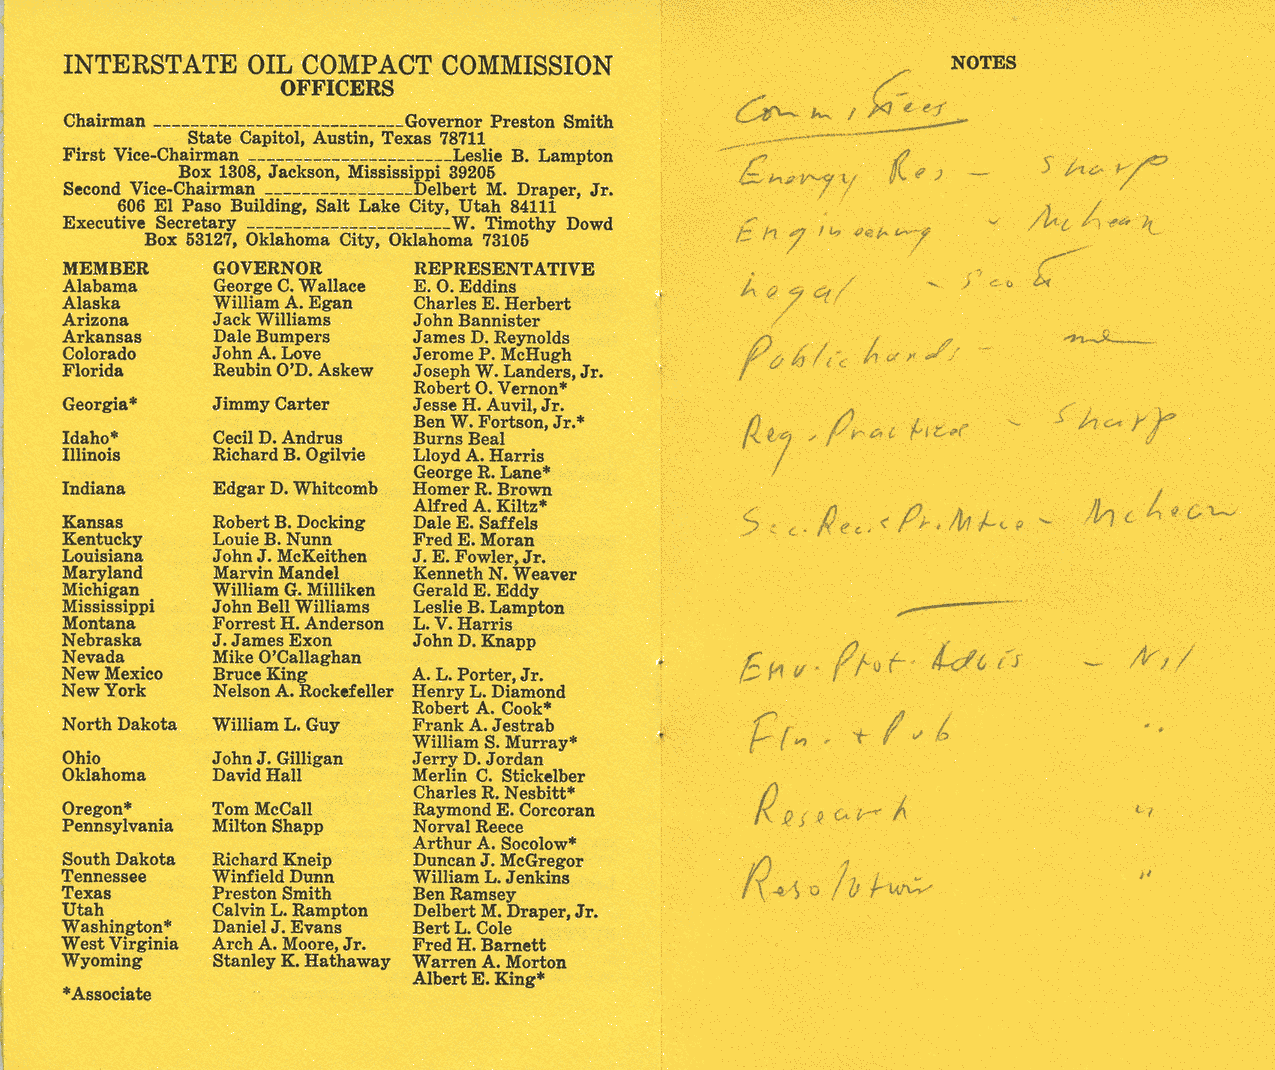 INTERSTATE OIL COMPACT COMMISSION
OFFICERS
Chairman __________________________Governor Preston Smith
State Capitol, Austin, Texas 78711
First Vice-Chairman ______________________Leslie B. Lampton
Box 1308, Jackson, Mississippi 39205
Second Vice-Chairman ________________Delbert M. Draper, Jr.
606 El Paso Building, Salt Lake City, Utah 84111
Executive Secretary ______________________W. Timothy Dowd
Box 53127, Oklahoma City, Oklahoma 73105
MEMBER GOVERNOR REPRESENTATIVE
Alabama George C. Wallace E. O. Eddins
Alaska William A. Egan Charles E. Herbert
Arizona Jack Williams John Bannister
Arkansas Dale Bumpers James D. Reynolds
Colorado John A. Love Jerome P. McHugh
Florida Reubin O'D. Askew Joseph W. Landers, Jr.
Robert O. Vernon*
Georgia* Jimmy Carter Jesse H. Auvil, Jr.
Ben W. Fortson, Jr.*
Idaho* Cecil D. Andrus Burns Beal
Illinois Richard B. Ogilvie Lloyd A. Harris
George R. Lane*
Indiana Edgar D. Whitcomb Homer R. Brown
Alfred A. Kiltz*
Kansas Robert B. Docking Dale E. Saffels
Kentucky Louie B. Nunn Fred E. Moran
Louisiana John J. McKeithen J. E. Fowler, Jr.
Maryland Marvin Mandel Kenneth N. Weaver
Michigan William G. Milliken Gerald E. Eddy
Mississippi John Bell Williams Leslie B. Lampton
Montana Forrest H. Anderson L. V. Harris
Nebraska J. James Exon John D. Knapp
Nevada Mike O'Callaghan
New Mexico Bruce King A. L. Porter, Jr.
New York Nelson A. Rockefeller Henry L. Diamond
Robert A. Cook*
North Dakota William L. Guy Frank A. Jestrab
William S. Murray*
Ohio John J. Gilligan Jerry D. Jordan
Oklahoma David Hall Merlin C. Stickelber
Charles R. Nesbitt*
Oregon* Tom McCall Raymond E. Corcoran
Pennsylvania Milton Shapp Norval Reece
Arthur A. Socolow*
South Dakota Richard Kneip Duncan J. McGregor
Tennessee Winfield Dunn William L. Jenkins
Texas Preston Smith Ben Ramsey
Utah Calvin L. Rampton Delbert M. Draper, Jr.
Washington* Daniel J. Evans Bert L. Cole
West Virginia Arch A. Moore, Jr. Fred H. Barnett
Wyoming Stanley K. Hathaway Warren A. Morton
Albert E. King*
*Associate
NOTES
Committees
Energy Res - Sharp
Engineering - McLean
Legal - Scott
Public Lands - me
Reg. Practices - Sharp
Sec. Rec. & Pr. Mtce - McLean
Env. Prot. Advis - Nil
Fin. + Pub "
Research "
Resolution "